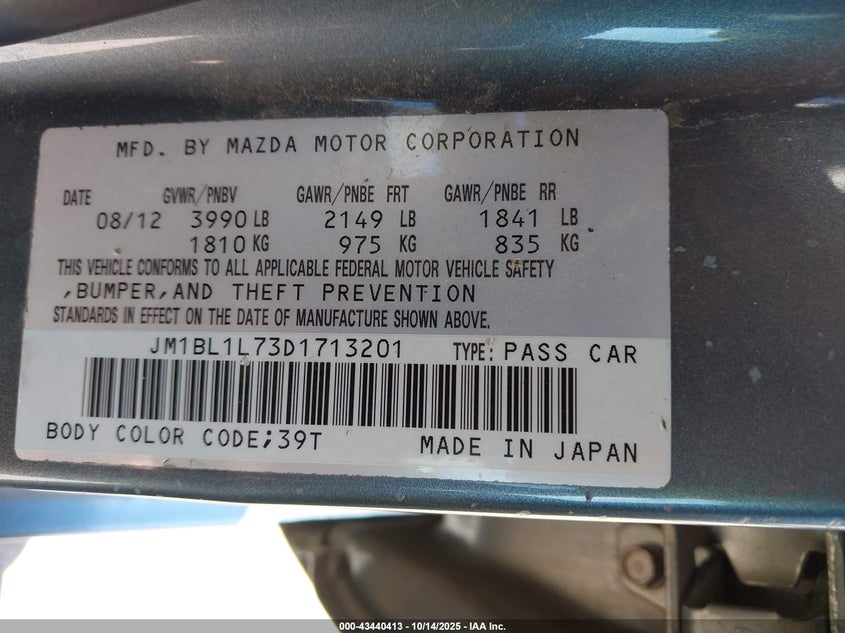 MFD. BY MAZDA MOTOR CORPORATION
DATE GVWR/PNBV GAWR/PNBE FRT GAWR/PNBE RR
08/12 3990 LB 2149 LB 1841 LB
1810 KG 975 KG 835 KG
THIS VEHICLE CONFORMS TO ALL APPLICABLE FEDERAL MOTOR VEHICLE SAFETY
,BUMPER,AND THEFT PREVENTION
STANDARDS IN EFFECT ON THE DATE OF MANUFACTURE SHOWN ABOVE.
JM1BL1L73D1713201 TYPE: PASS CAR
BODY COLOR CODE;39T MADE IN JAPAN
000-43440413 - 10/14/2025 - IAA Inc.